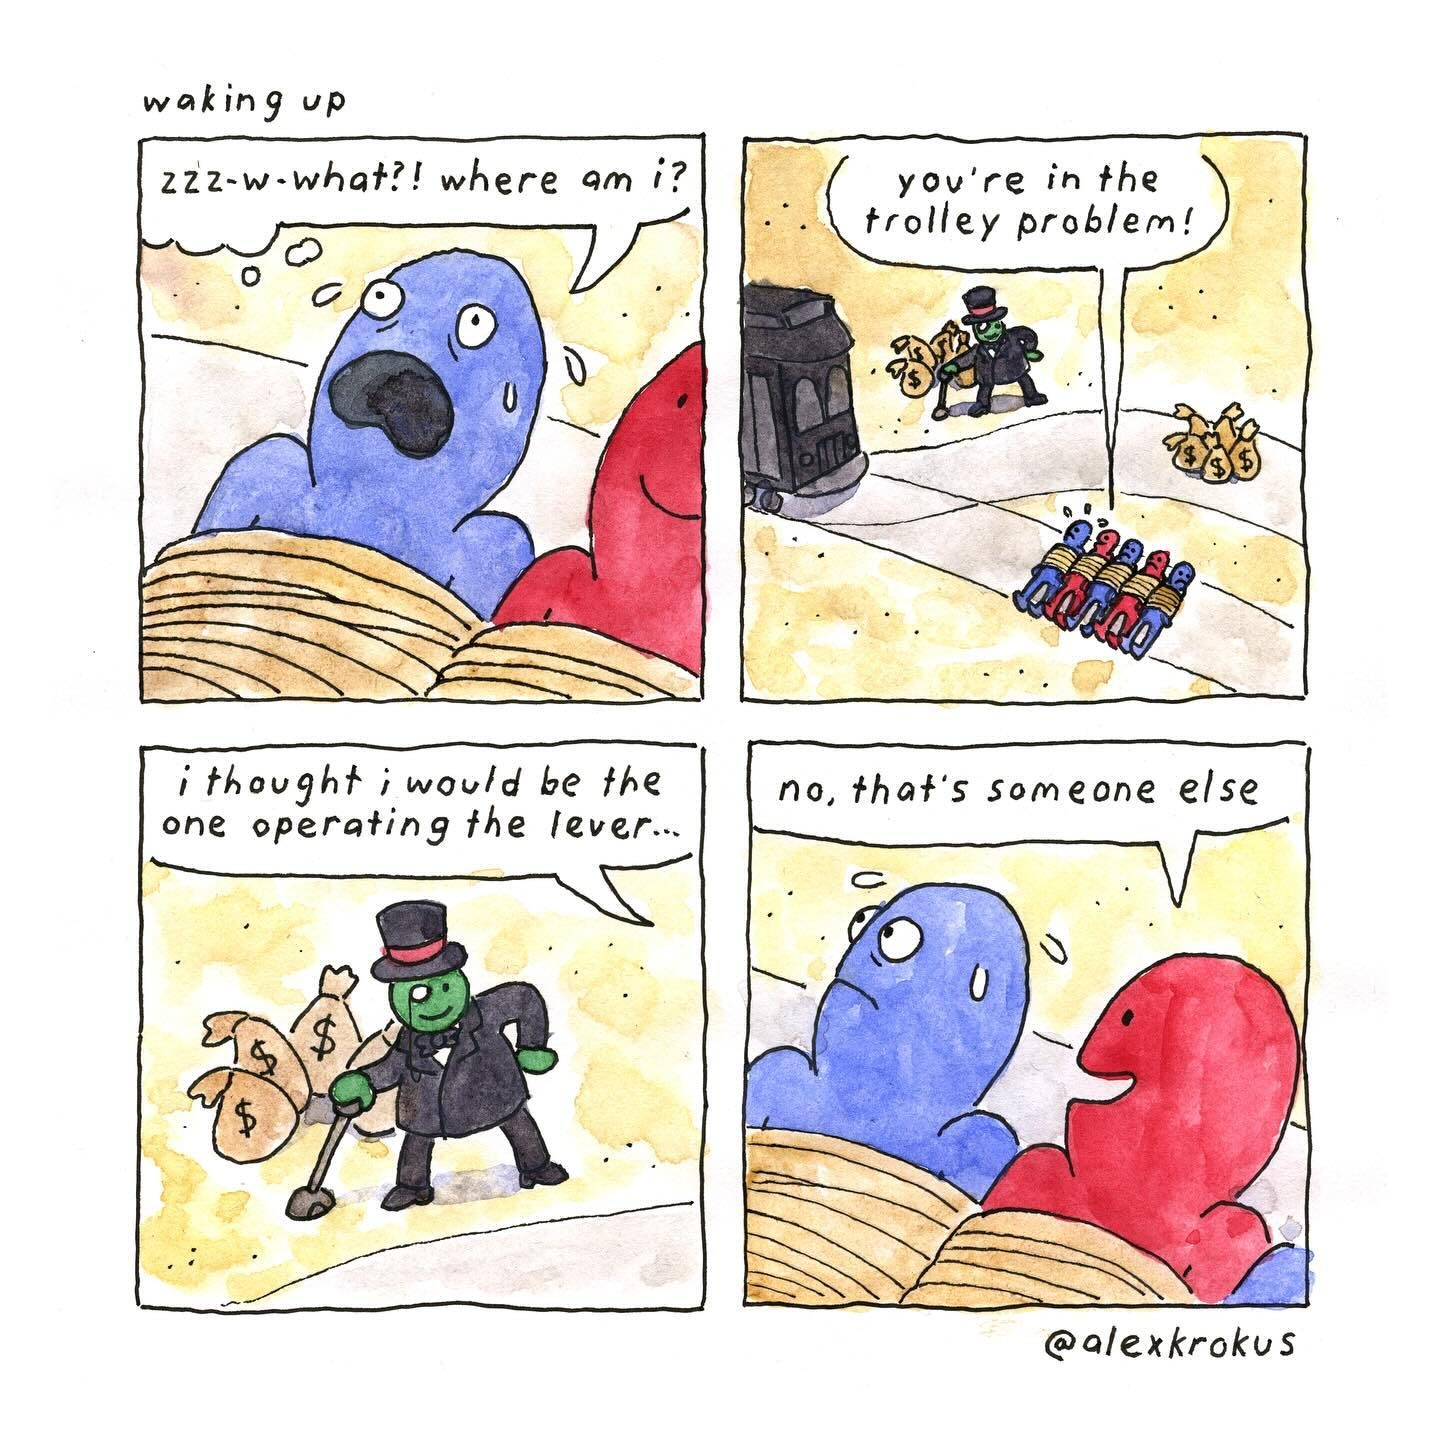 waking up
zzz-w-what?! where am i?
you're in the
trolley problem!
$
$
$ $ $
i thought i would be the
one operating the lever...
$
$
$
no, that's someone else
@alexkrokus